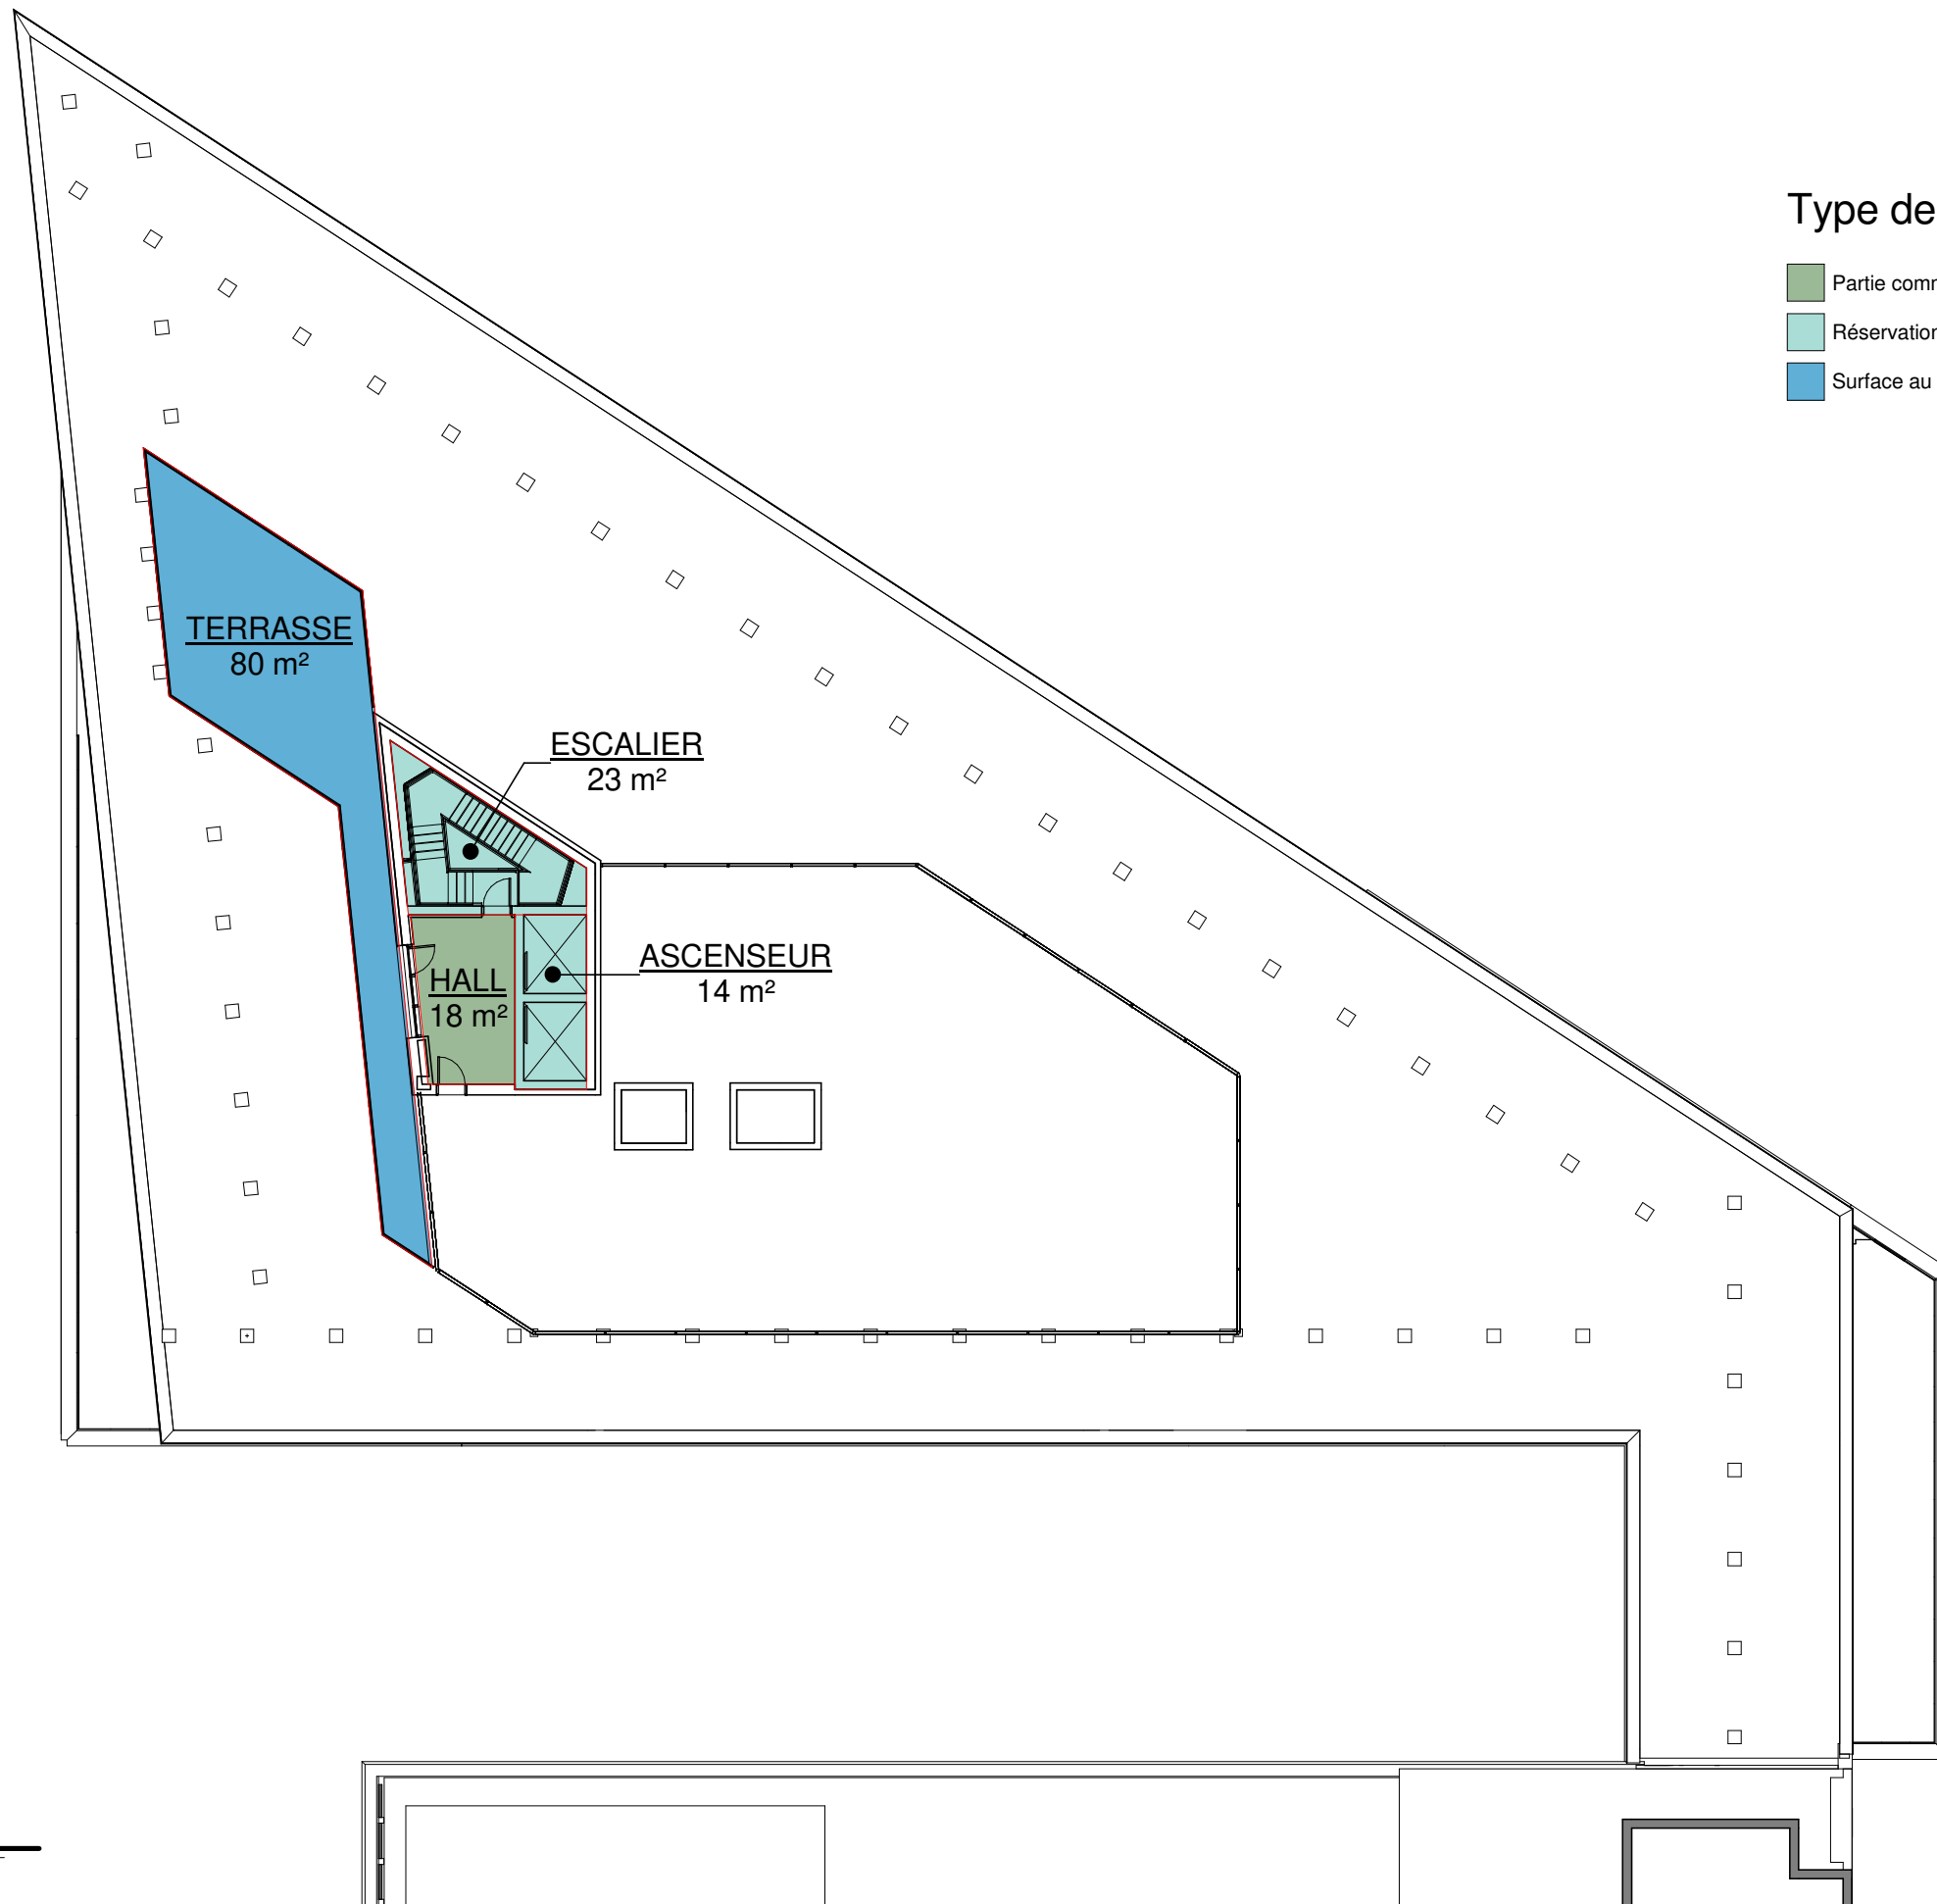 Type de
Partie comm
Réservation
Surface au
TERRASSE
80 m²
ESCALIER
23 m²
ASCENSEUR
14 m²
HALL
18 m²